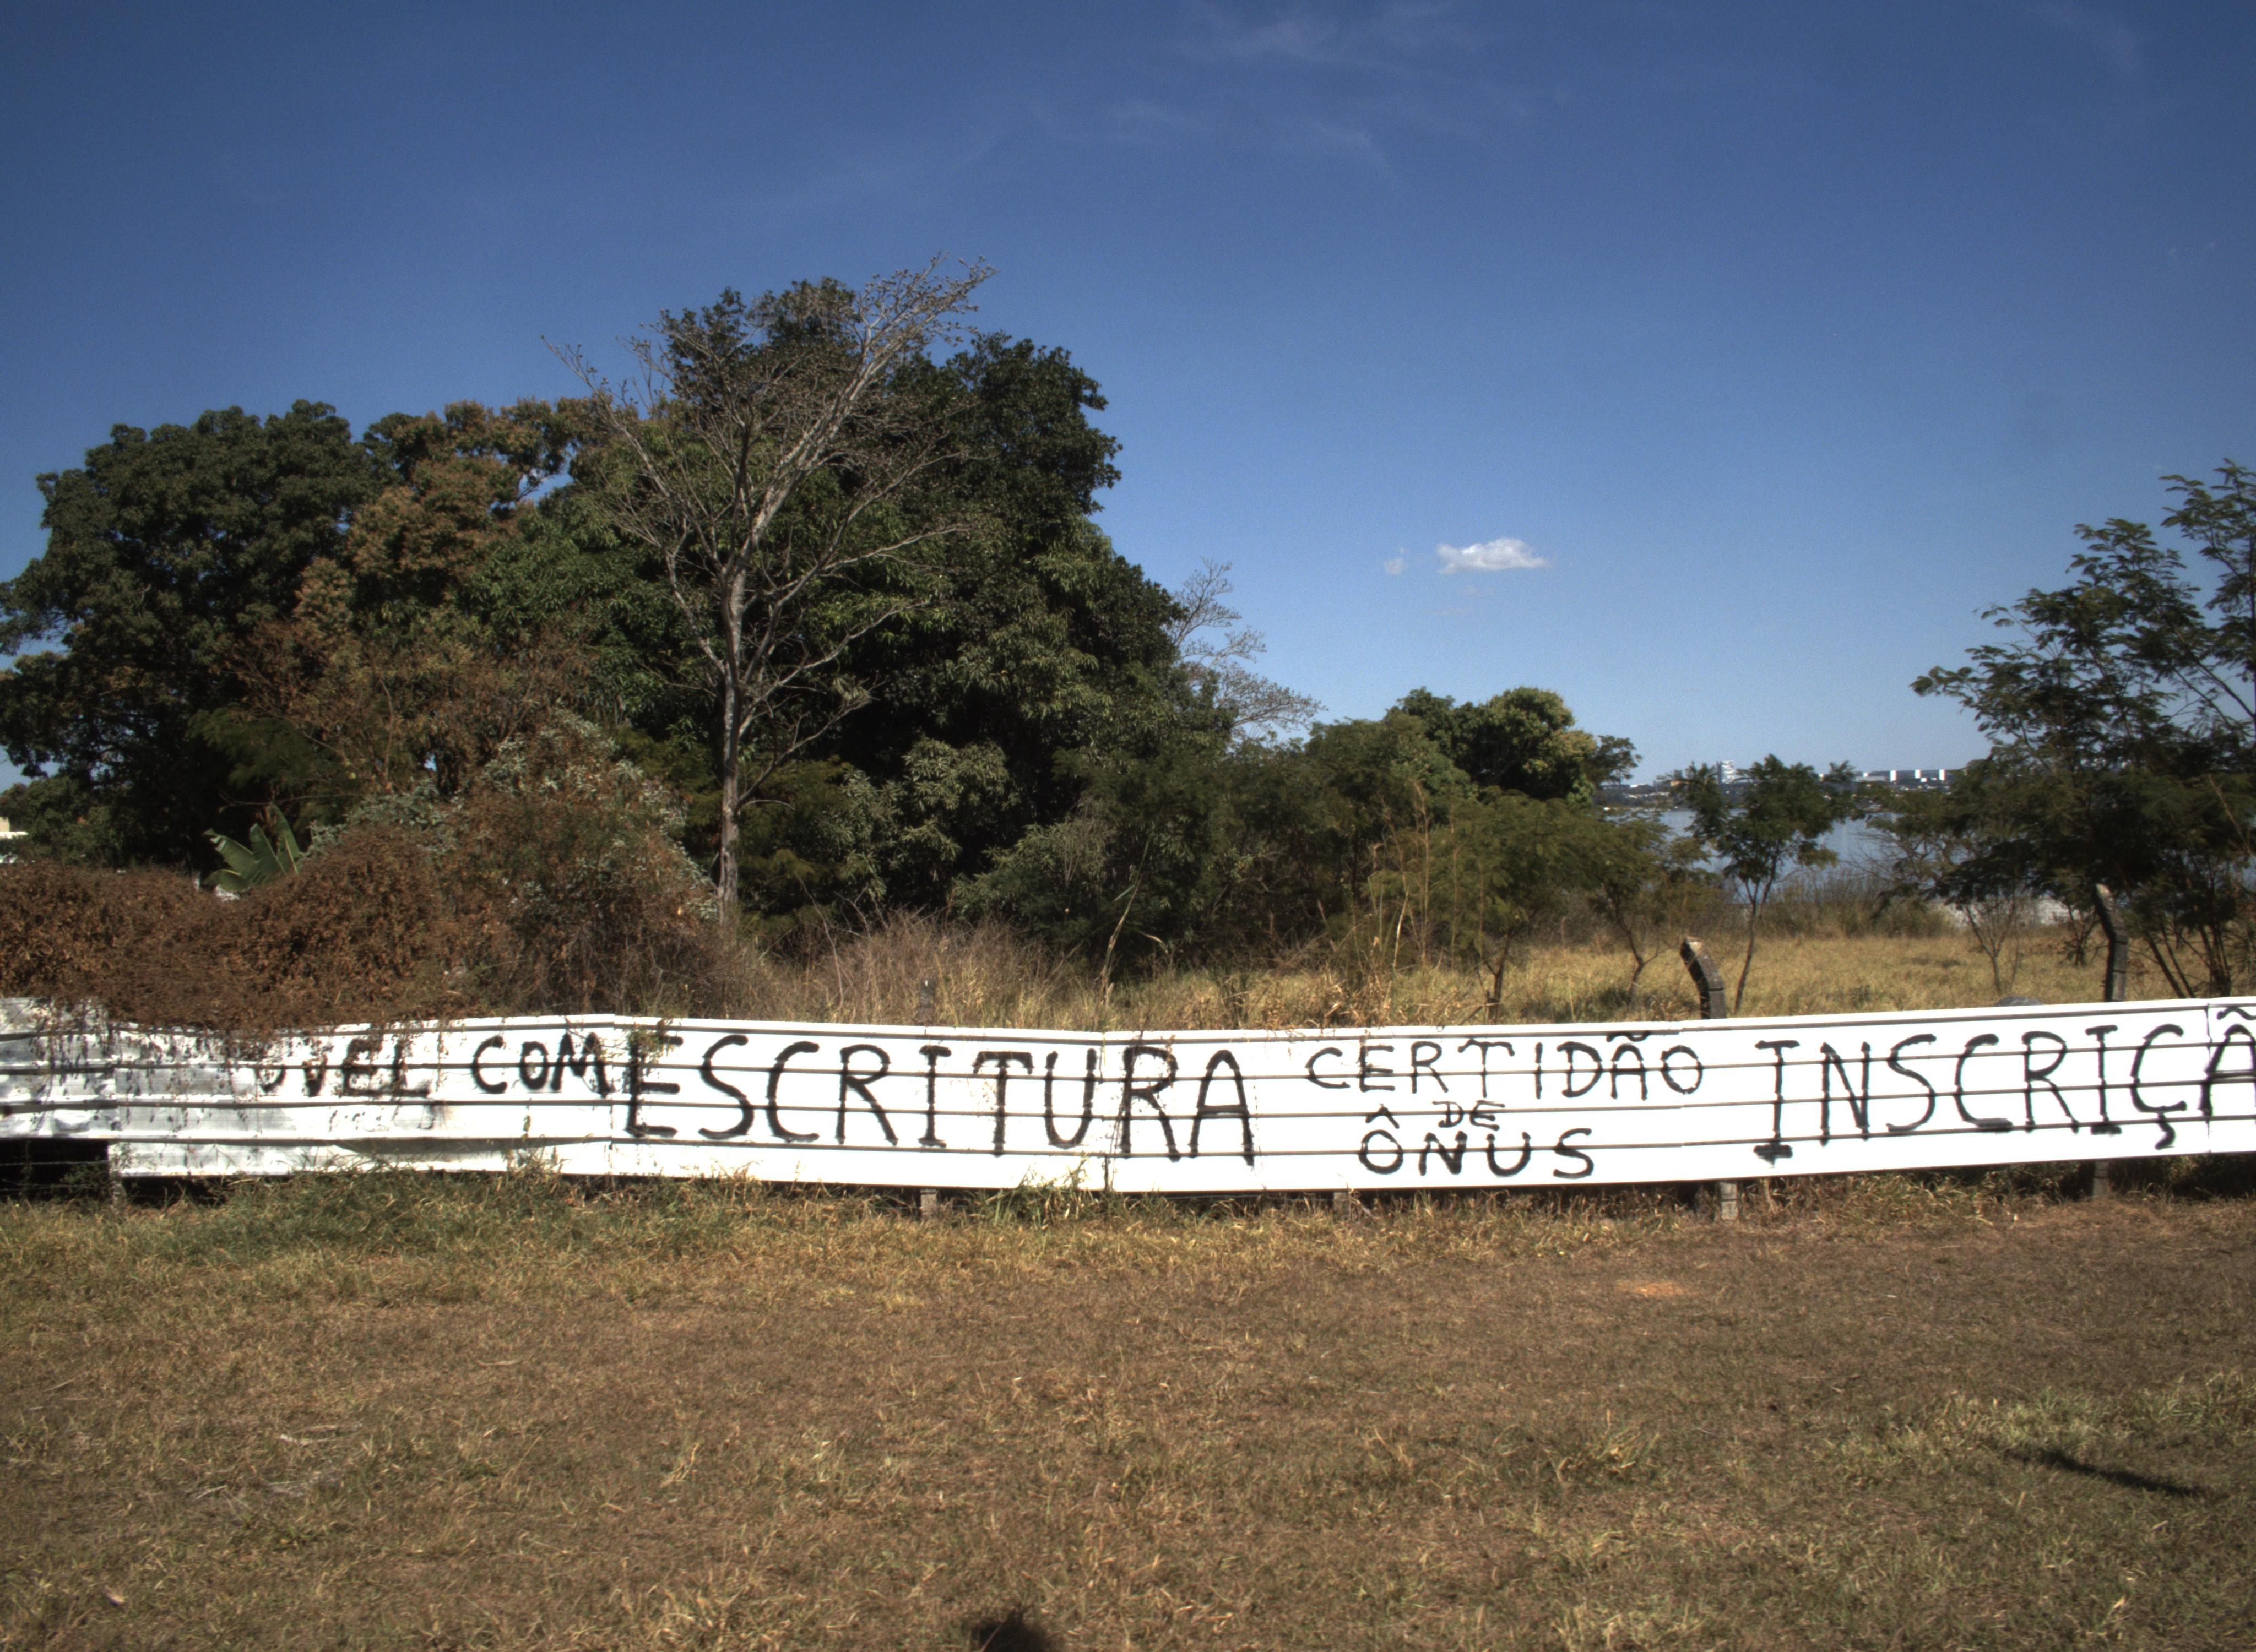 COM ESCRITURA
CERTIDÃO
DE
ÔNUS
INSCRIÇÃ